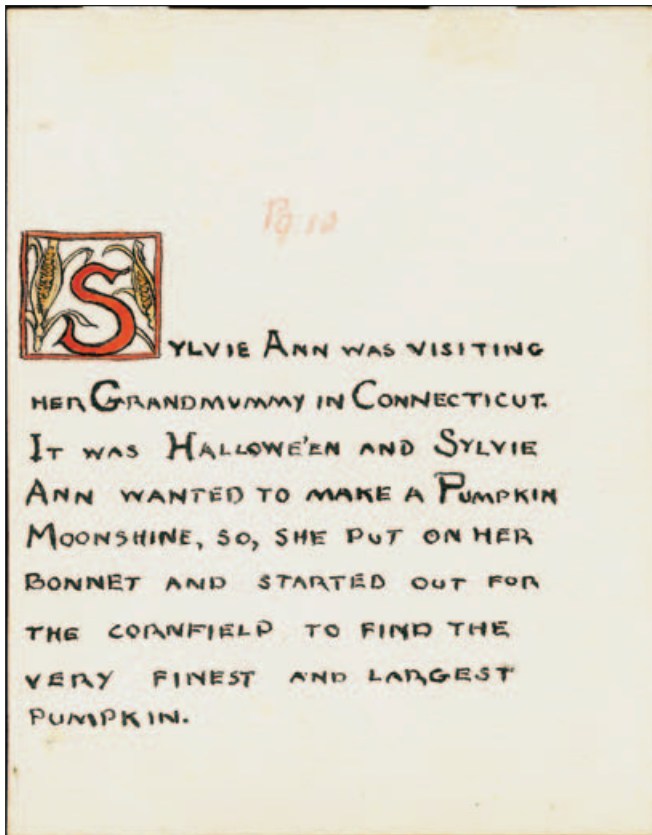 Pg. 10
SYLVIE ANN WAS VISITING
HER GRANDMUMMY IN CONNECTICUT.
IT WAS HALLOWE'EN AND SYLVIE
ANN WANTED TO MAKE A PUMPKIN
MOONSHINE, SO, SHE PUT ON HER
BONNET AND STARTED OUT FOR
THE CORNFIELD TO FIND THE
VERY FINEST AND LARGEST
PUMPKIN.